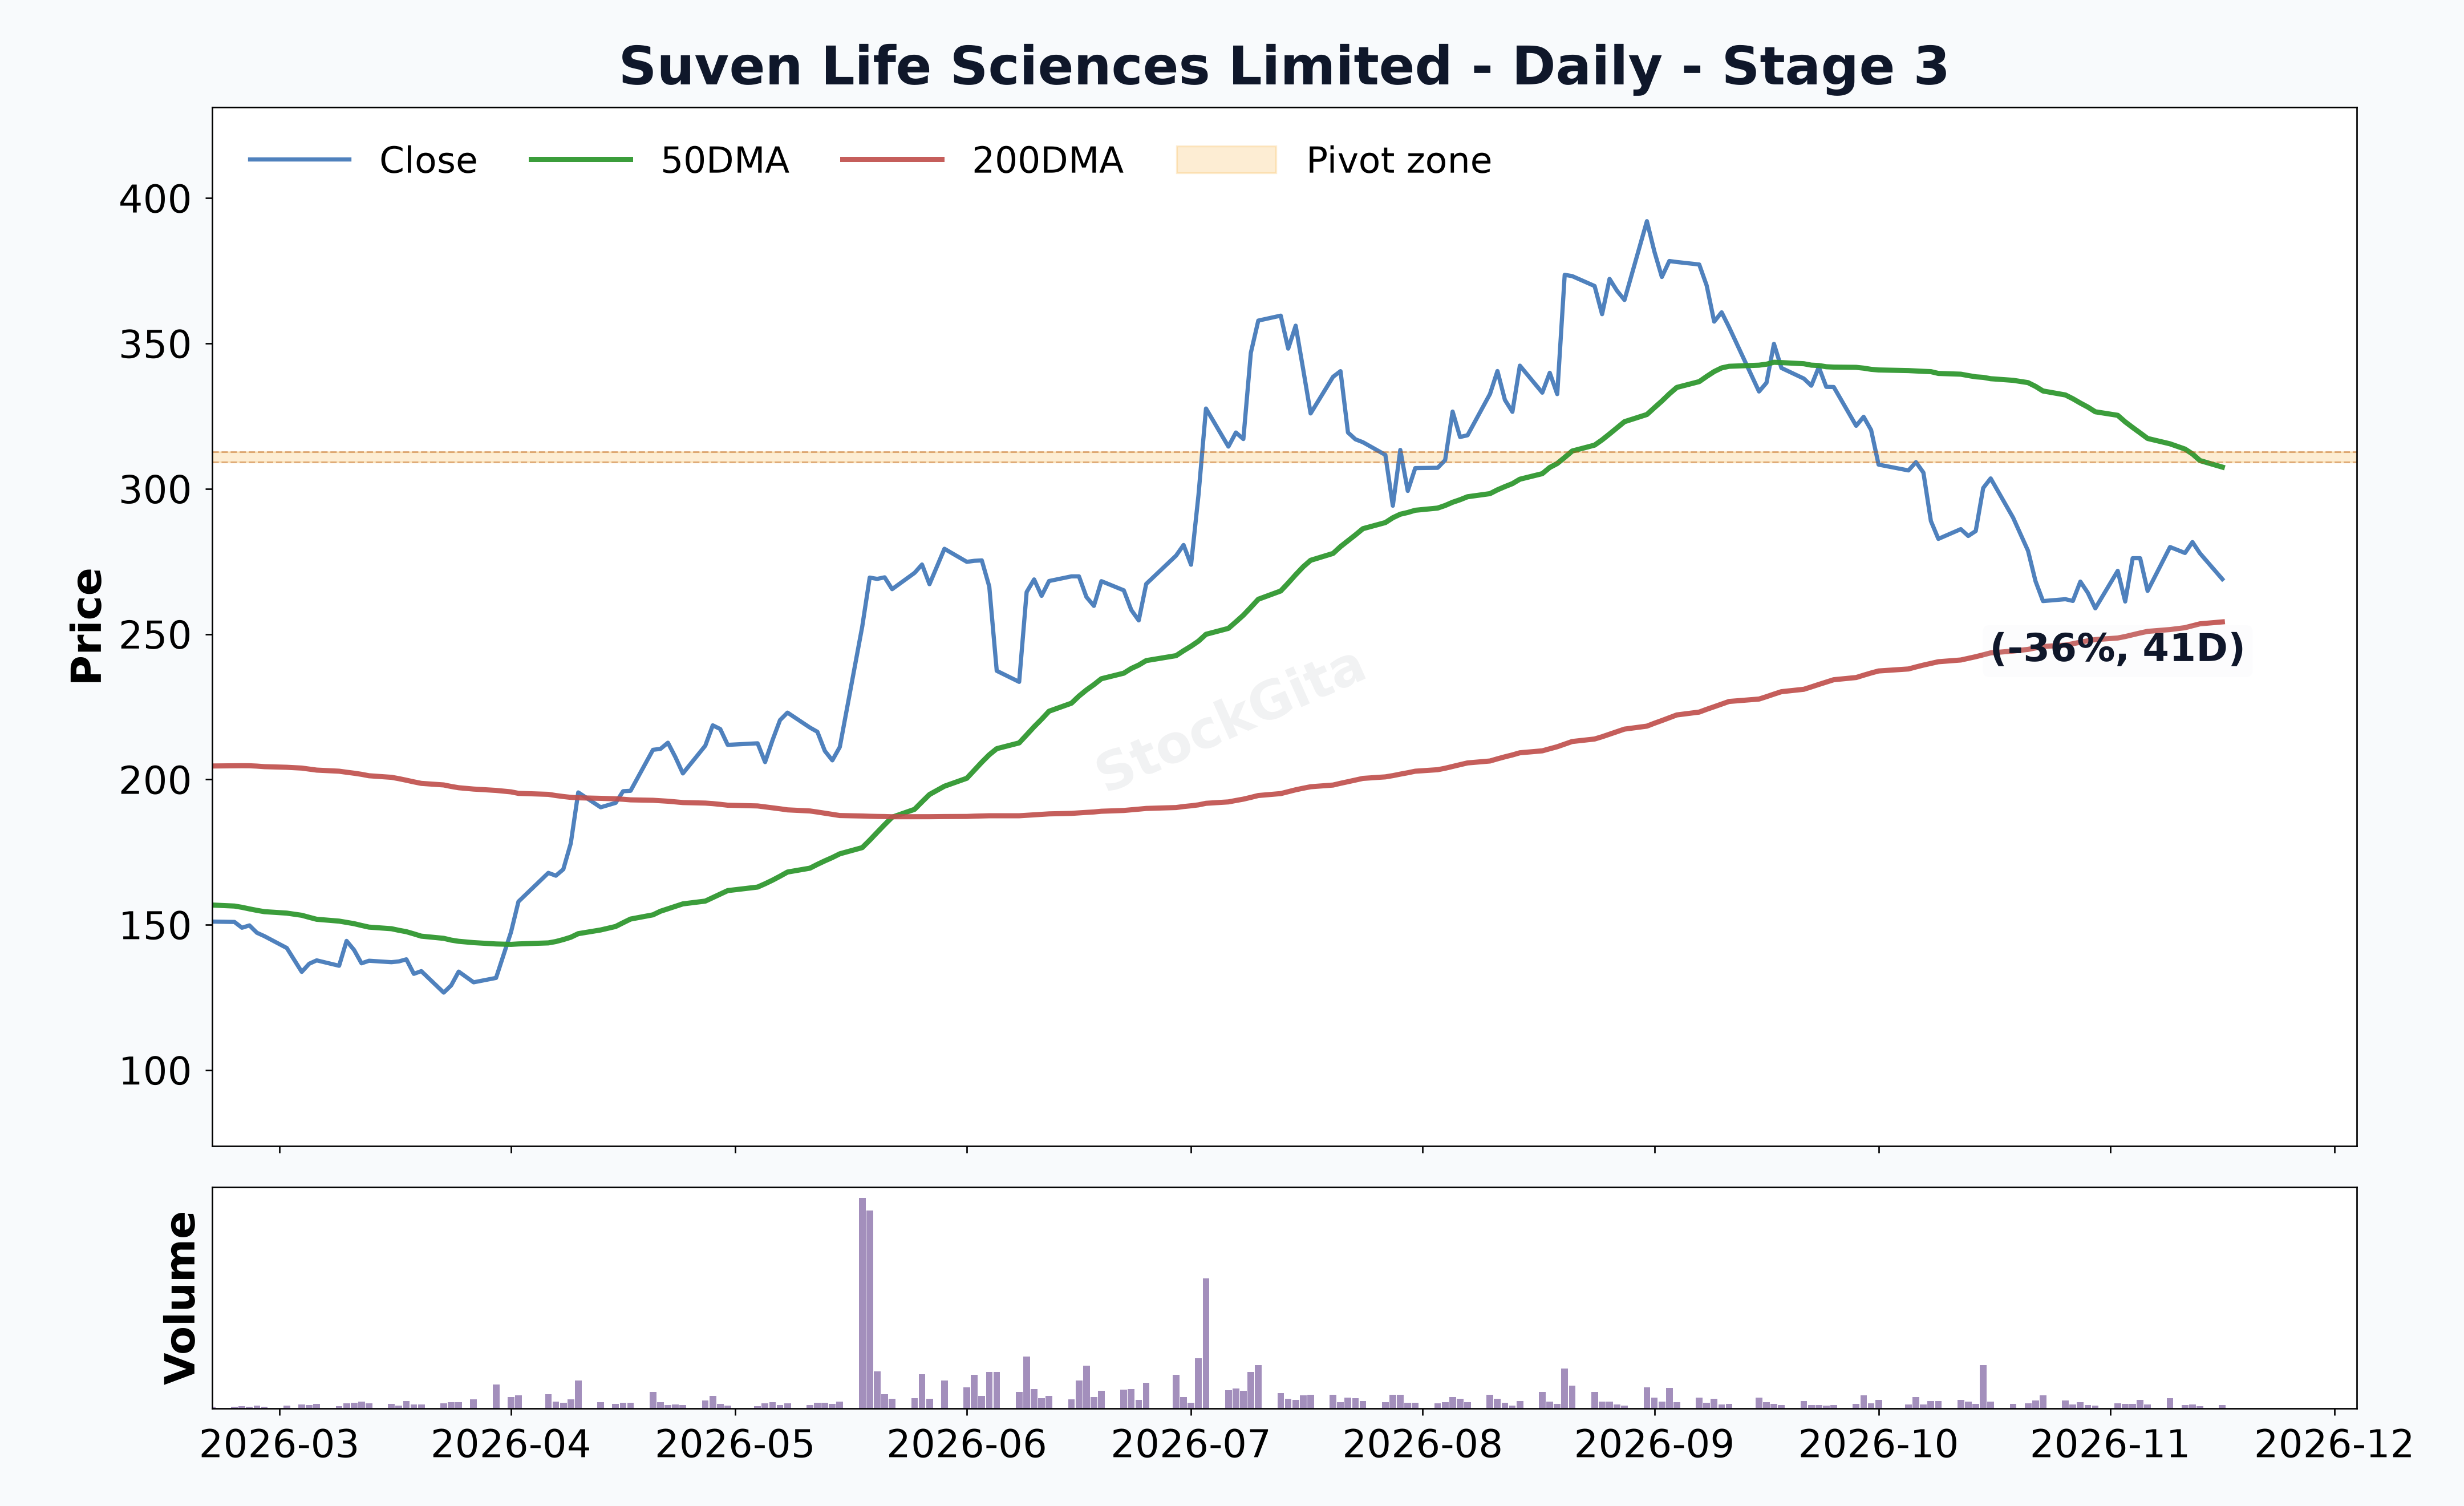 Suven Life Sciences Limited - Daily - Stage 3
Close 50DMA 200DMA Pivot zone
400
350
300
250
200
150
100
Price
(-36%, 41D)
StockGita
Volume
2026-03 2026-04 2026-05 2026-06 2026-07 2026-08 2026-09 2026-10 2026-11 2026-12